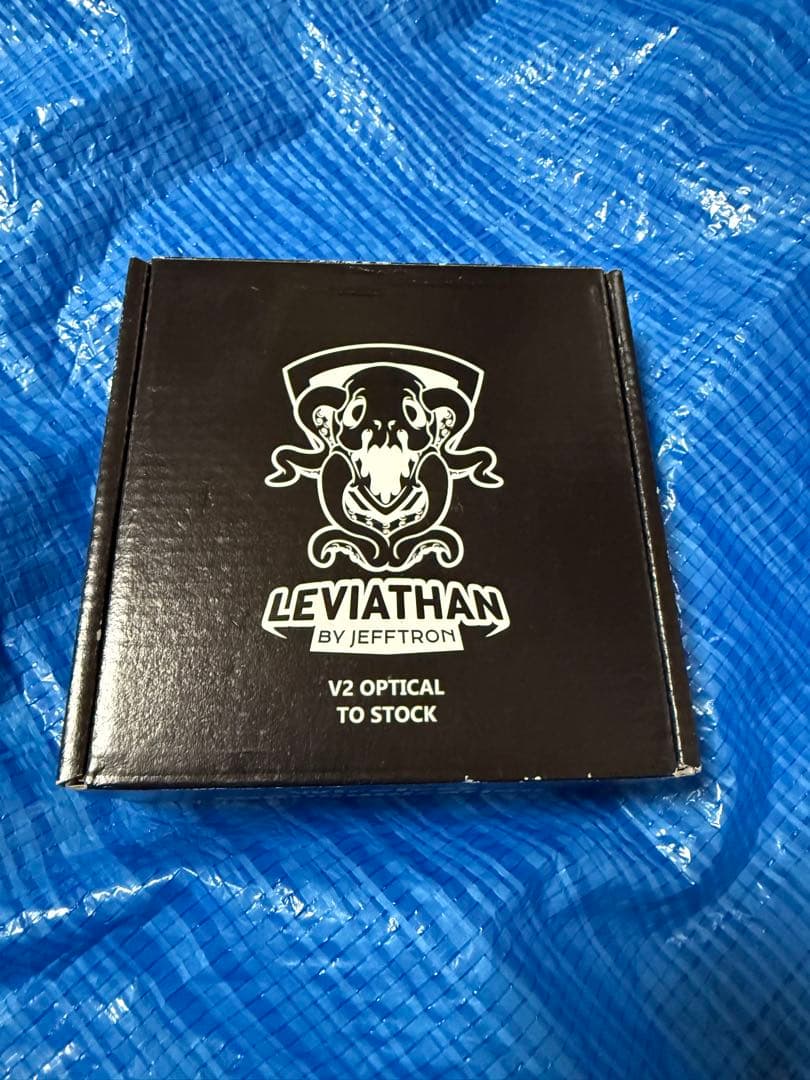 LEVIATHAN
BY JEFFTRON
V2 OPTICAL
TO STOCK